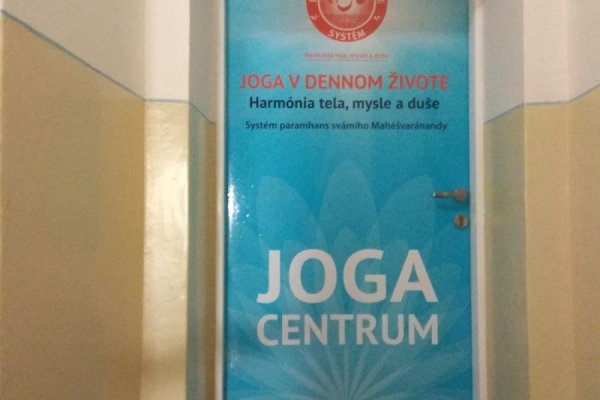 SYSTÉM
Harmónia tela, mysle a duše
JOGA V DENNOM ŽIVOTE
Harmónia tela, mysle a duše
Systém paramhans svámího Mahéšvaránandy
JOGA
CENTRUM